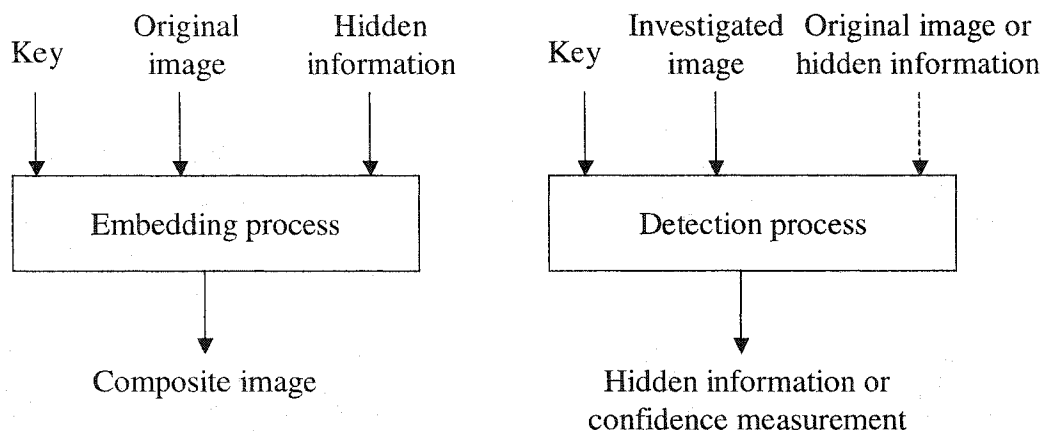 Key
Original
image
Hidden
information
Embedding process
Composite image
Key
Investigated
image
Original image or
hidden information
Detection process
Hidden information or
confidence measurement